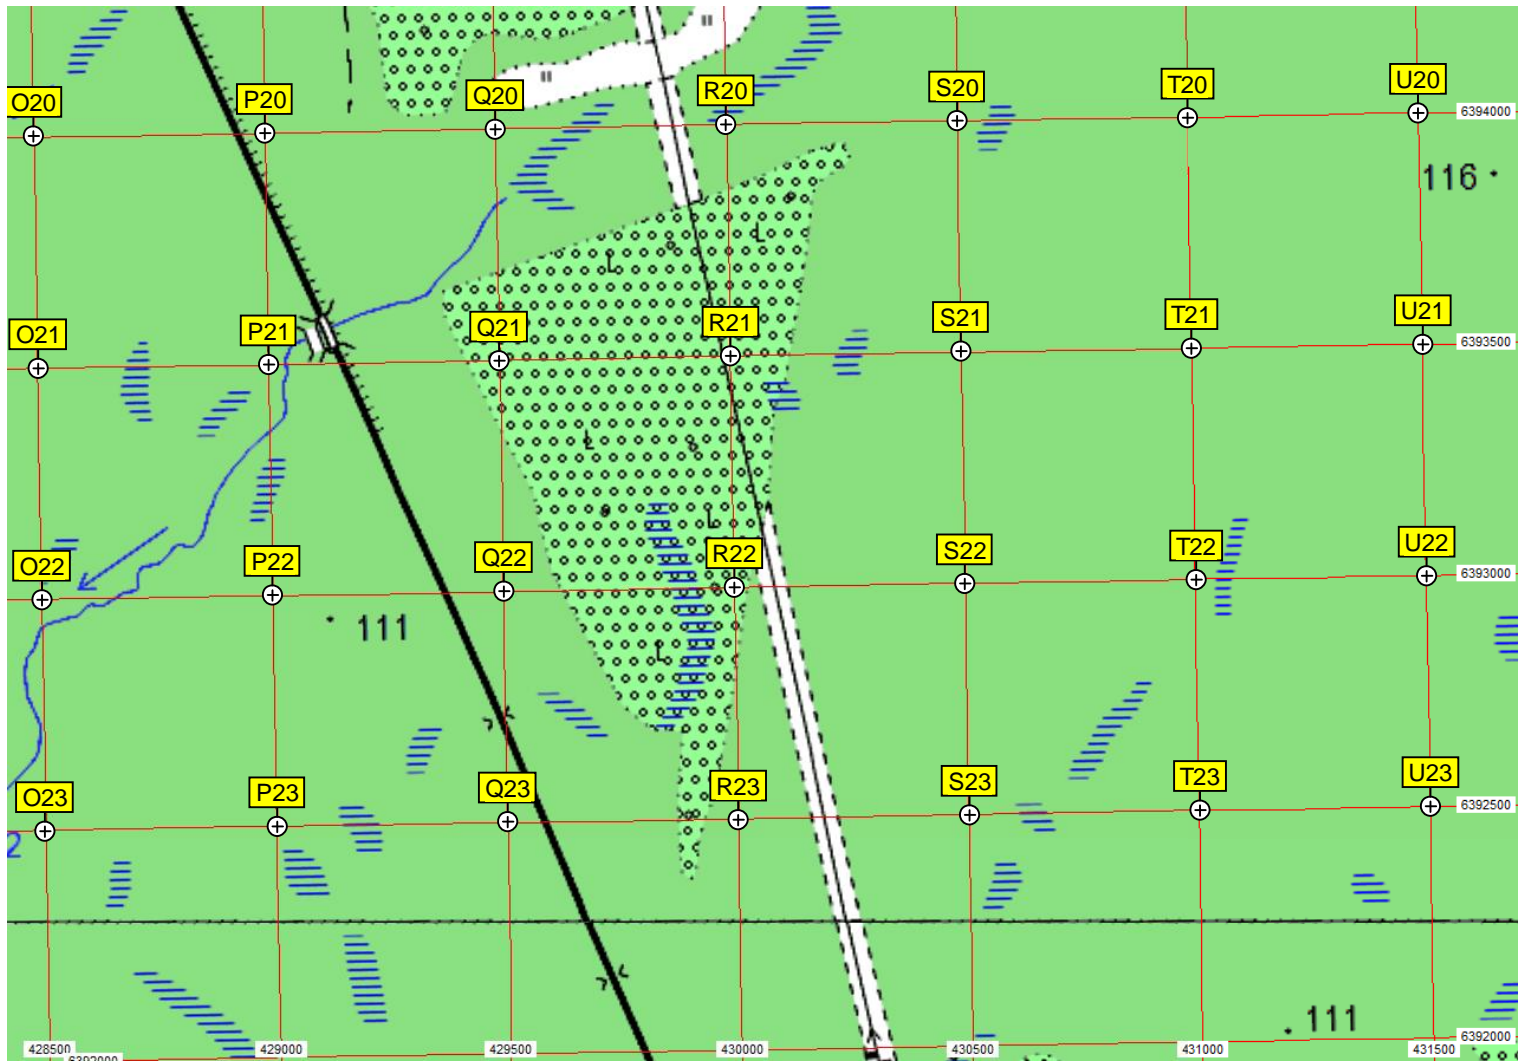 O20 P20 Q20 R20 S20 T20 U20
6394000
116
O21 P21 Q21 R21 S21 T21 U21
6393500
L
L
L
L
O22 P22 Q22 R22 S22 T22 U22
6393000
111
L
O23 P23 Q23 R23 S23 T23 U23
6392500
2
111
6392000
428500 429000 429500 430000 430500 431000 431500